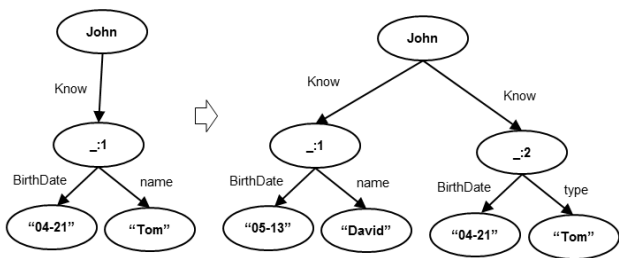 John
John
Know
Know
Know
_:1
_:1
_:2
BirthDate
name
BirthDate
name
BirthDate
type
“04-21”
“Tom”
“05-13”
“David”
“04-21”
“Tom”